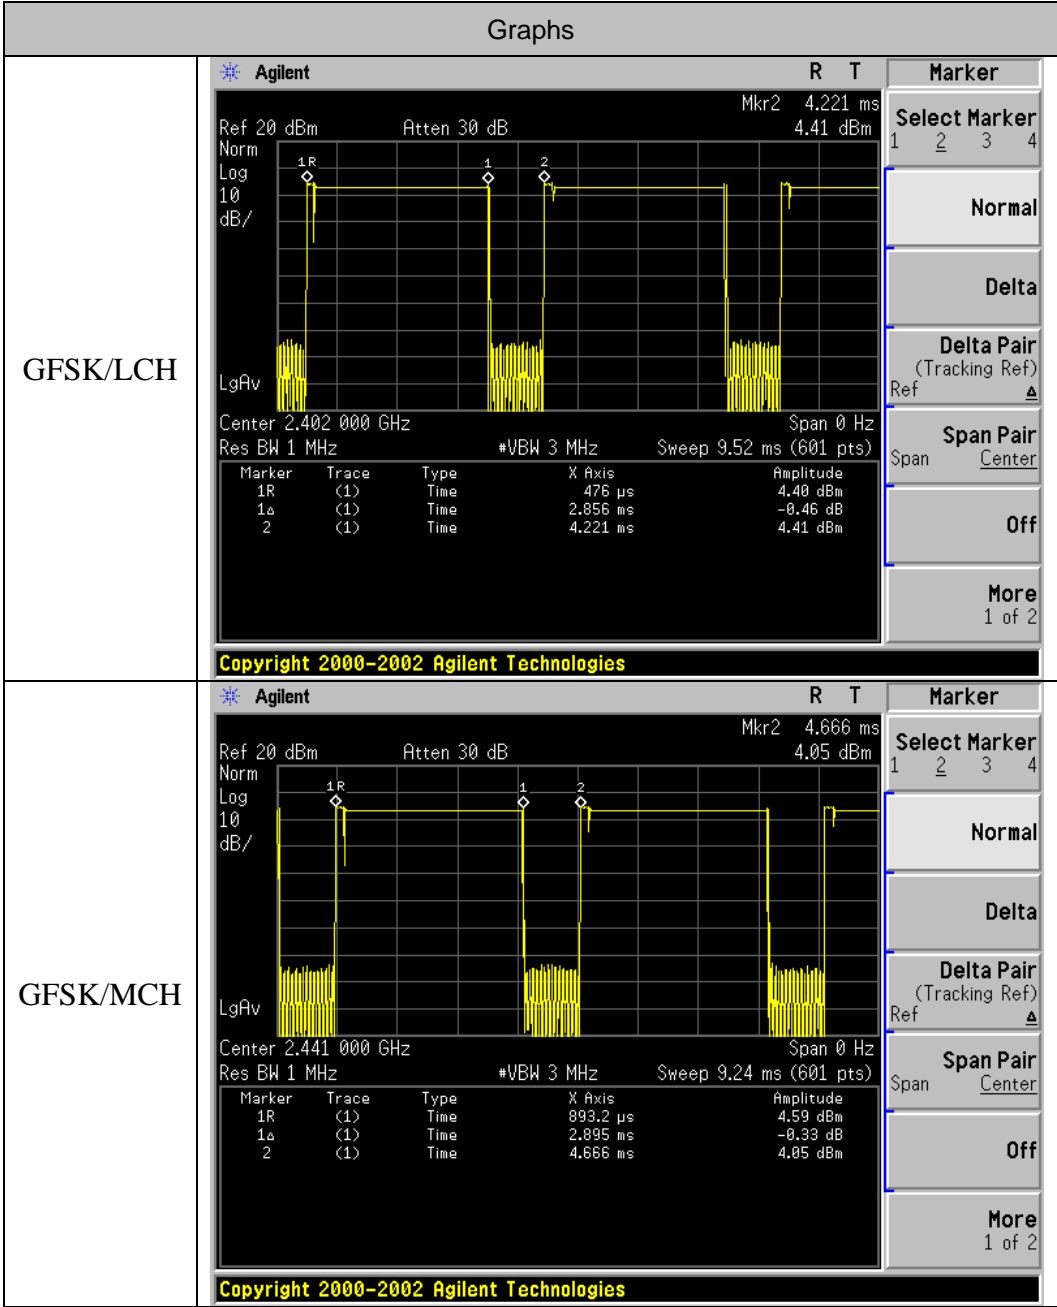 Graphs
GFSK/LCH
Agilent R T Marker
Mkr2 4.221 ms
Ref 20 dBm Atten 30 dB 4.41 dBm
Norm
Log
10
dB/
1R 1 2
LgAv
Center 2.402 000 GHz Span 0 Hz
Res BW 1 MHz #VBW 3 MHz Sweep 9.52 ms (601 pts)
Marker Trace Type X Axis Amplitude
1R (1) Time 476 µs 4.40 dBm
1Δ (1) Time 2.856 ms -0.46 dB
2 (1) Time 4.221 ms 4.41 dBm
Select Marker
1 2 3 4
Normal
Delta
Delta Pair
(Tracking Ref)
Ref Δ
Span Pair
Span Center
Off
More
1 of 2
Copyright 2000-2002 Agilent Technologies
GFSK/MCH
Agilent R T Marker
Mkr2 4.666 ms
Ref 20 dBm Atten 30 dB 4.05 dBm
Norm
Log
10
dB/
1R 1 2
LgAv
Center 2.441 000 GHz Span 0 Hz
Res BW 1 MHz #VBW 3 MHz Sweep 9.24 ms (601 pts)
Marker Trace Type X Axis Amplitude
1R (1) Time 893.2 µs 4.59 dBm
1Δ (1) Time 2.895 ms -0.33 dB
2 (1) Time 4.666 ms 4.05 dBm
Select Marker
1 2 3 4
Normal
Delta
Delta Pair
(Tracking Ref)
Ref Δ
Span Pair
Span Center
Off
More
1 of 2
Copyright 2000-2002 Agilent Technologies